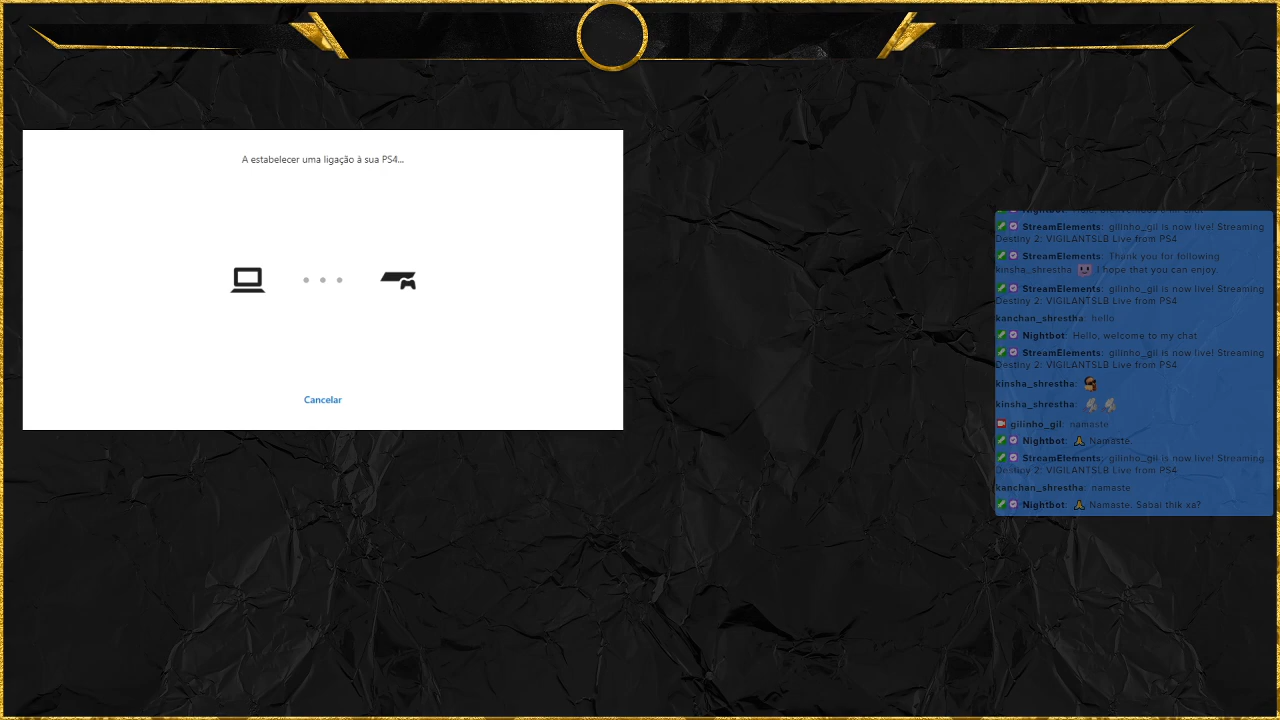 A estabelecer uma ligação à sua PS4...
Cancelar
StreamElements: gilinho_gil is now live! Streaming
Destiny 2: VIGILANTSLB Live from PS4
StreamElements: Thank you for following
kinsha_shrestha I hope that you can enjoy.
StreamElements: gilinho_gil is now live! Streaming
Destiny 2: VIGILANTSLB Live from PS4
kanchan_shrestha: hello
Nightbot: Hello, welcome to my chat
StreamElements: gilinho_gil is now live! Streaming
Destiny 2: VIGILANTSLB Live from PS4
kinsha_shrestha:
kinsha_shrestha:
gilinho_gil: namaste
Nightbot: 🙏 Namaste.
StreamElements: gilinho_gil is now live! Streaming
Destiny 2: VIGILANTSLB Live from PS4
kanchan_shrestha: namaste
Nightbot: 🙏 Namaste. Sabai thik xa?